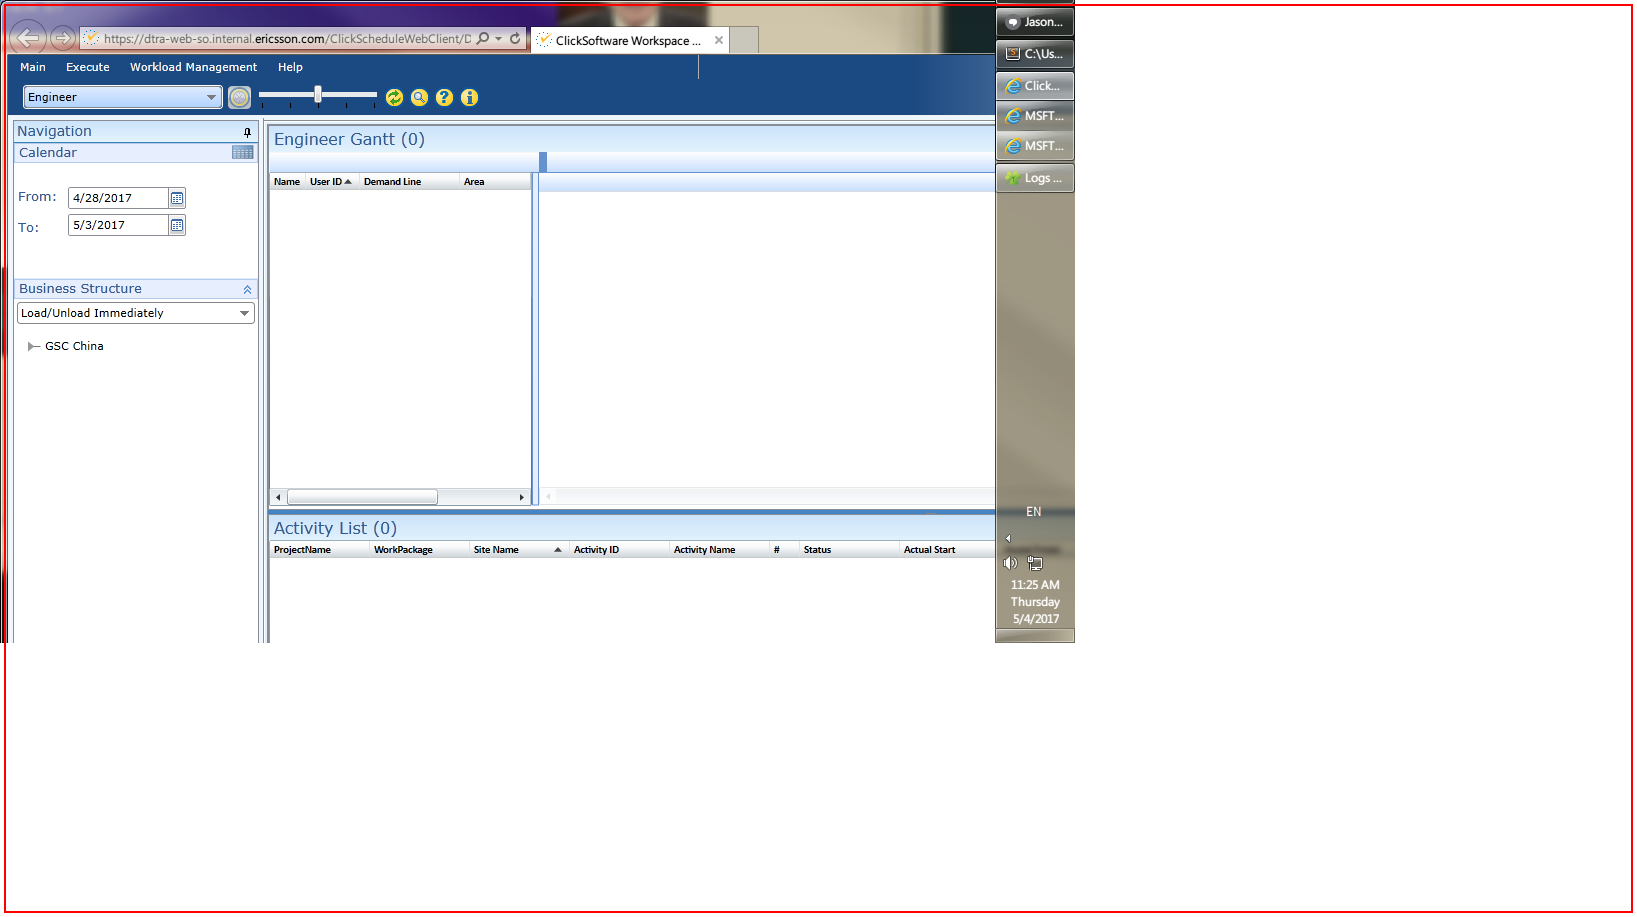 https://dtra-web-so.internal.ericsson.com/ClickScheduleWebClient/D
ClickSoftware Workspace ...
Main Execute Workload Management Help
Engineer
Navigation
Calendar
From: 4/28/2017
To: 5/3/2017
Business Structure
Load/Unload Immediately
GSC China
Engineer Gantt (0)
Name User ID Demand Line Area
Activity List (0)
ProjectName WorkPackage Site Name Activity ID Activity Name # Status Actual Start
Jason...
C:\Us...
Click...
MSFT...
MSFT...
Logs ...
EN
11:25 AM
Thursday
5/4/2017